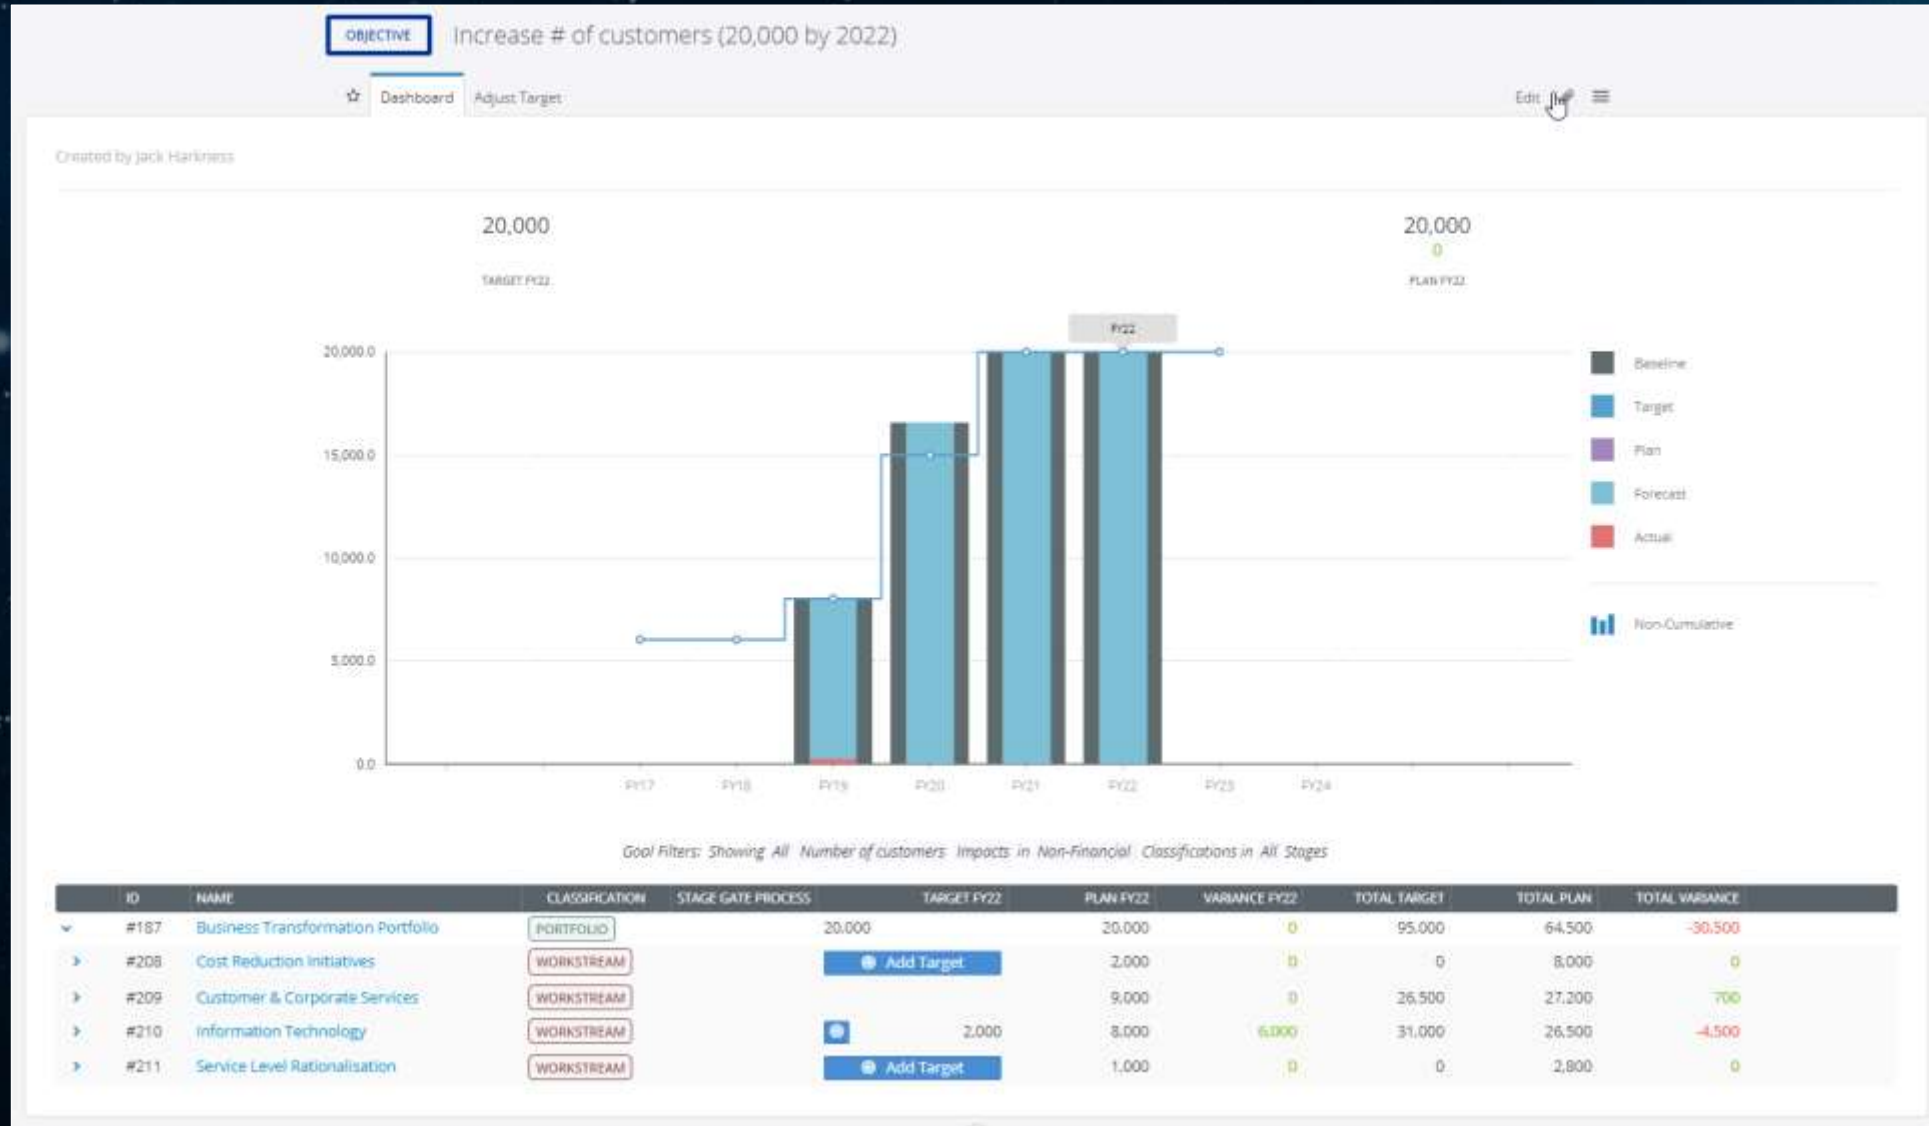 OBJECTIVE Increase # of customers (20,000 by 2022)
Dashboard Adjust Target Edit
Created by Jack Harkness
20,000 20,000
0
TARGET FY22 PLAN FY22
FY22
20,000.0
15,000.0
10,000.0
5,000.0
0.0
FY17 FY18 FY19 FY20 FY21 FY22 FY23 FY24
Baseline
Target
Plan
Forecast
Actual
Non-Cumulative
Goal Filters: Showing All Number of customers Impacts in Non-Financial Classifications in All Stages
ID NAME CLASSIFICATION STAGE GATE PROCESS TARGET FY22 PLAN FY22 VARIANCE FY22 TOTAL TARGET TOTAL PLAN TOTAL VARIANCE
#187 Business Transformation Portfolio PORTFOLIO 20,000 20,000 0 95,000 64,500 -30,500
#208 Cost Reduction Initiatives WORKSTREAM Add Target 2,000 0 0 8,000 0
#209 Customer & Corporate Services WORKSTREAM 9,000 0 26,500 27,200 700
#210 Information Technology WORKSTREAM 2,000 8,000 6,000 31,000 26,500 -4,500
#211 Service Level Rationalisation WORKSTREAM Add Target 1,000 0 0 2,800 0